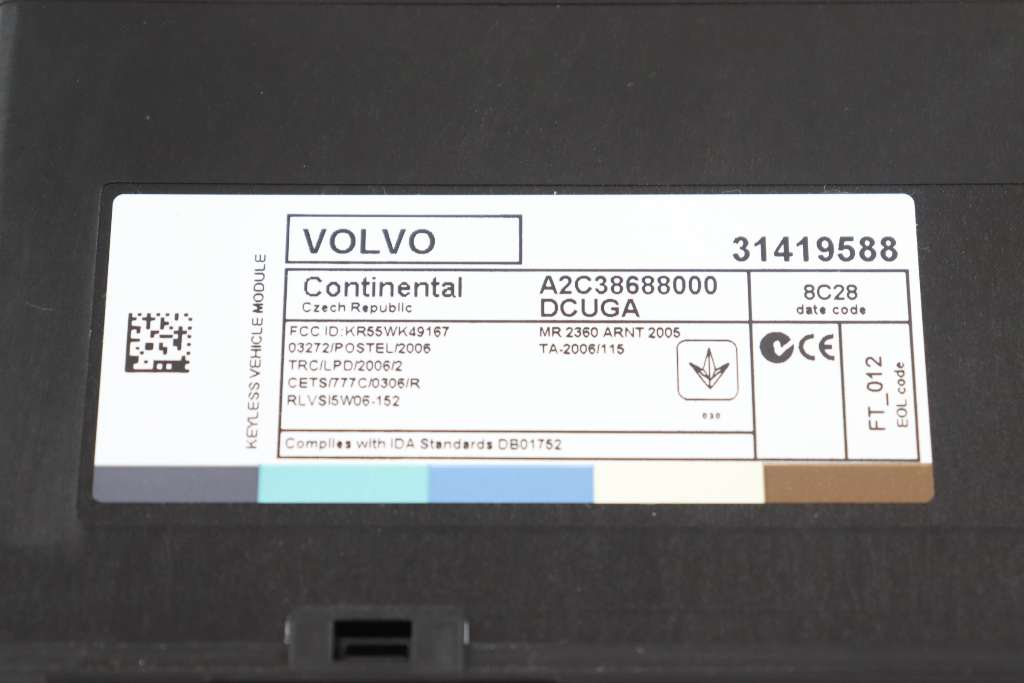 VOLVO
31419588
KEYLESS VEHICLE MODULE
Continental
Czech Republic
A2C38688000
DCUGA
8C28
date code
FCC ID:KR55WK49167
03272/POSTEL/2006
TRC/LPD/2006/2
CETS/777C/0306/R
RLVSI5W06-152
MR 2360 ARNT 2005
TA-2006/115
CE
FT_012
EOL code
Complies with IDA Standards DB01752